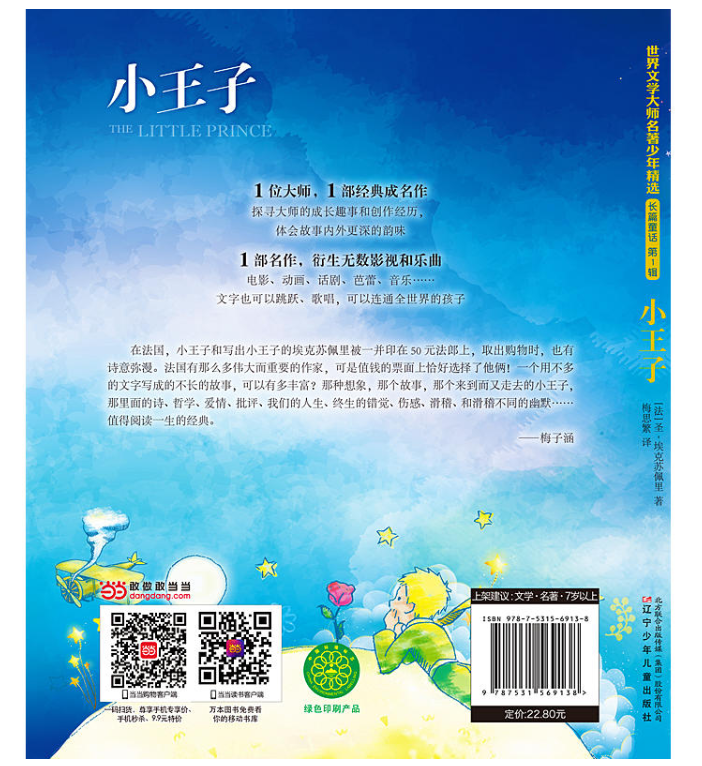 小王子
THE LITTLE PRINCE
1位大师，1部经典成名作
探寻大师的成长趣事和创作经历，
体会故事内外更深的韵味
1部名作，衍生无数影视和乐曲
电影、动画、话剧、芭蕾、音乐……
文字也可以跳跃、歌唱，可以连通全世界的孩子
在法国，小王子和写出小王子的埃克苏佩里被一并印在50元法郎上，取出购物时，也有
诗意弥漫。法国有那么多伟大而重要的作家，可是值钱的票面上恰好选择了他俩！一个用不多
的文字写成的不长的故事，可以有多丰富？那种想象，那个故事，那个来到而又走去的小王子，
那里面的诗、哲学、爱情、批评、我们的人生、终生的错觉、伤感、滑稽、和滑稽不同的幽默……
值得阅读一生的经典。
——梅子涵
敢做敢当当当
dangdang.com
当当购物客户端
当当读书客户端
一码扫货，尊享手机专享价、
手机秒杀、9.9元特价
万本图书免费看
你的移动书库
绿色印刷产品
上架建议：文学·名著·7岁以上
ISBN 978-7-5315-6913-8
9 787531 569138 >
定价：22.80元
世界文学大师名著少年精选
长篇童话 第1辑
小王子
[法]圣·埃克苏佩里 著
梅思繁 译
北方联合出版传媒（集团）股份有限公司
辽宁少年儿童出版社